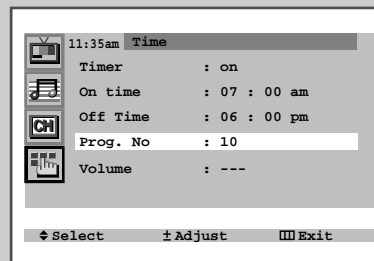 11:35am Time
Timer : on
On time : 07 : 00 am
Off Time : 06 : 00 pm
CH
Prog. No : 10
Volume : ---
Select ± Adjust Exit